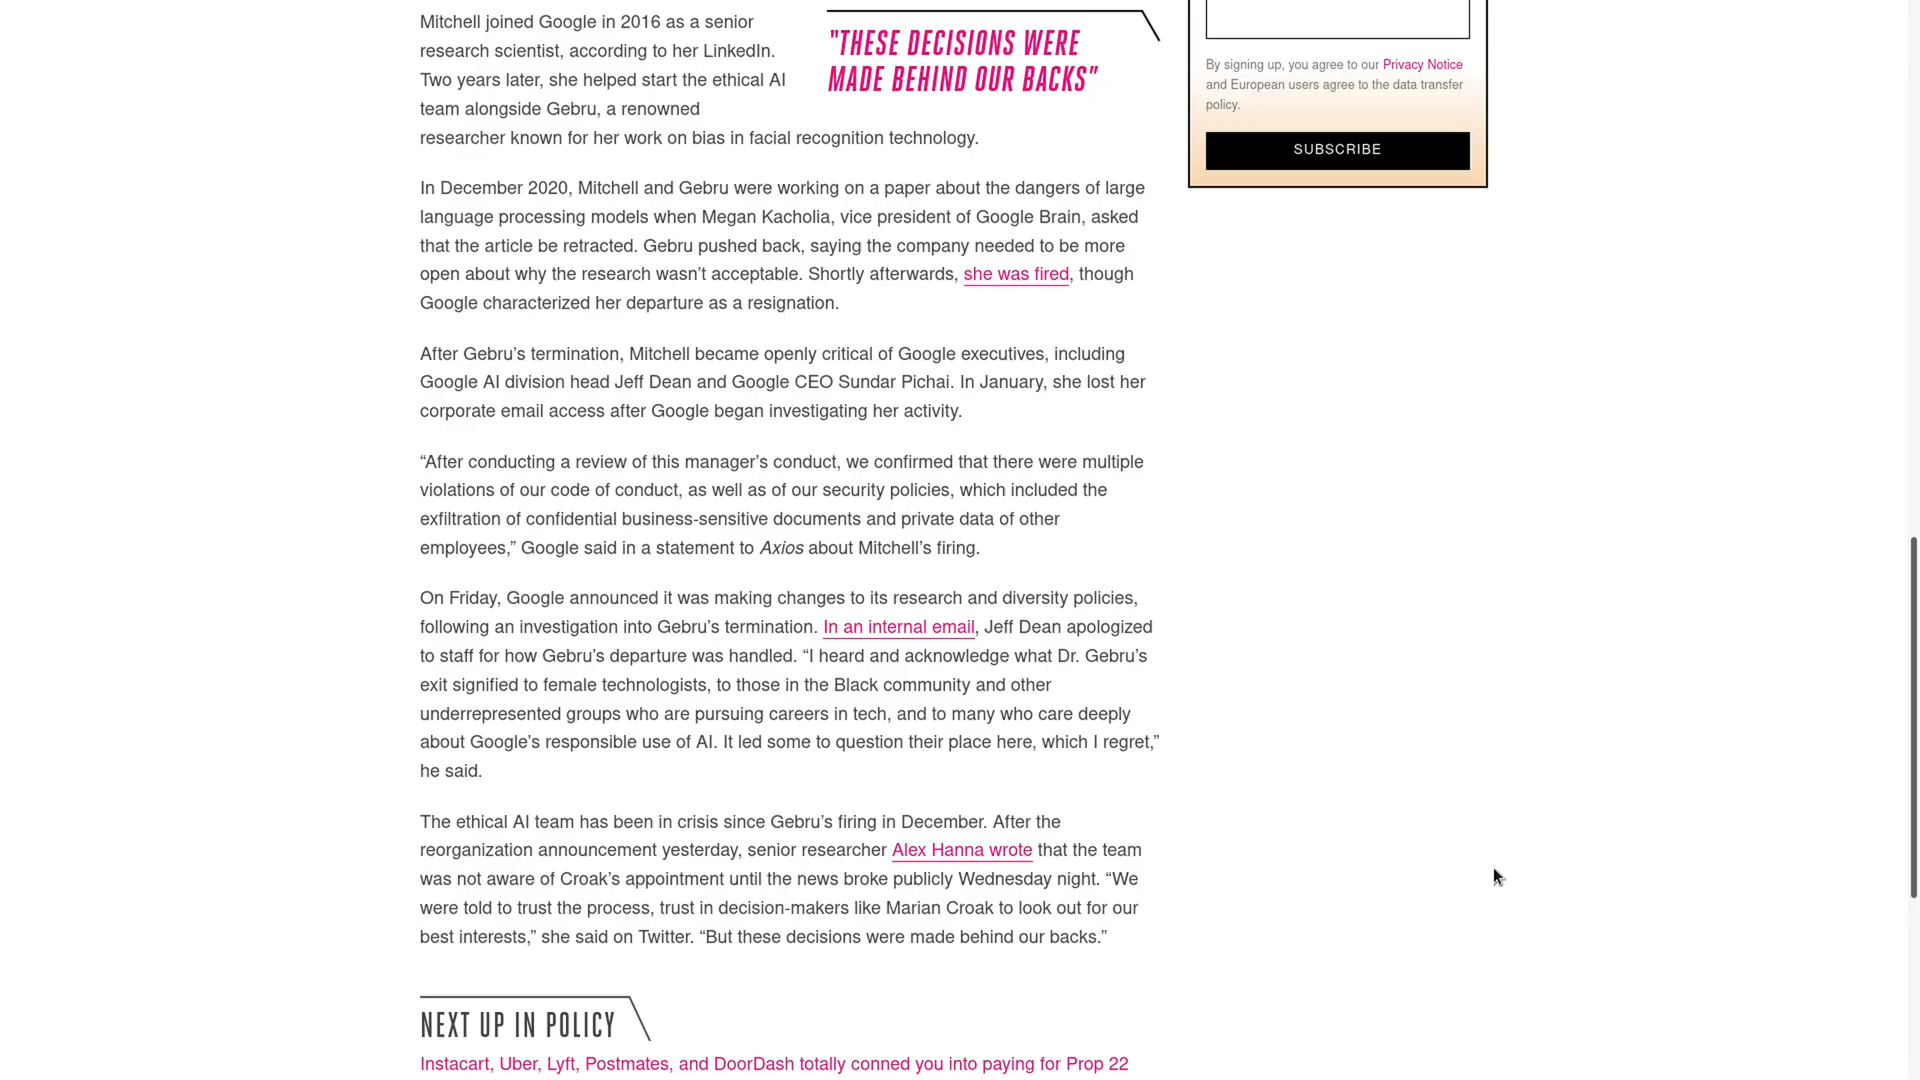 Mitchell joined Google in 2016 as a senior
research scientist, according to her LinkedIn.
Two years later, she helped start the ethical AI
team alongside Gebru, a renowned
researcher known for her work on bias in facial recognition technology.
"THESE DECISIONS WERE
MADE BEHIND OUR BACKS"
In December 2020, Mitchell and Gebru were working on a paper about the dangers of large
language processing models when Megan Kacholia, vice president of Google Brain, asked
that the article be retracted. Gebru pushed back, saying the company needed to be more
open about why the research wasn’t acceptable. Shortly afterwards, she was fired, though
Google characterized her departure as a resignation.
After Gebru’s termination, Mitchell became openly critical of Google executives, including
Google AI division head Jeff Dean and Google CEO Sundar Pichai. In January, she lost her
corporate email access after Google began investigating her activity.
“After conducting a review of this manager’s conduct, we confirmed that there were multiple
violations of our code of conduct, as well as of our security policies, which included the
exfiltration of confidential business-sensitive documents and private data of other
employees,” Google said in a statement to Axios about Mitchell’s firing.
On Friday, Google announced it was making changes to its research and diversity policies,
following an investigation into Gebru’s termination. In an internal email, Jeff Dean apologized
to staff for how Gebru’s departure was handled. “I heard and acknowledge what Dr. Gebru’s
exit signified to female technologists, to those in the Black community and other
underrepresented groups who are pursuing careers in tech, and to many who care deeply
about Google’s responsible use of AI. It led some to question their place here, which I regret,”
he said.
The ethical AI team has been in crisis since Gebru’s firing in December. After the
reorganization announcement yesterday, senior researcher Alex Hanna wrote that the team
was not aware of Croak’s appointment until the news broke publicly Wednesday night. “We
were told to trust the process, trust in decision-makers like Marian Croak to look out for our
best interests,” she said on Twitter. “But these decisions were made behind our backs.”
NEXT UP IN POLICY
Instacart, Uber, Lyft, Postmates, and DoorDash totally conned you into paying for Prop 22
By signing up, you agree to our Privacy Notice
and European users agree to the data transfer
policy.
SUBSCRIBE